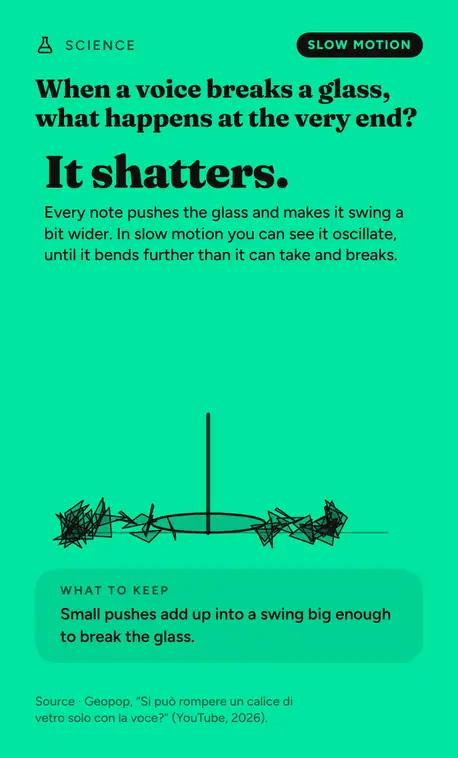 SCIENCE
SLOW MOTION
When a voice breaks a glass,
what happens at the very end?
It shatters.
Every note pushes the glass and makes it swing a
bit wider. In slow motion you can see it oscillate,
until it bends further than it can take and breaks.
WHAT TO KEEP
Small pushes add up into a swing big enough
to break the glass.
Source · Geopop, “Si può rompere un calice di
vetro solo con la voce?” (YouTube, 2026).